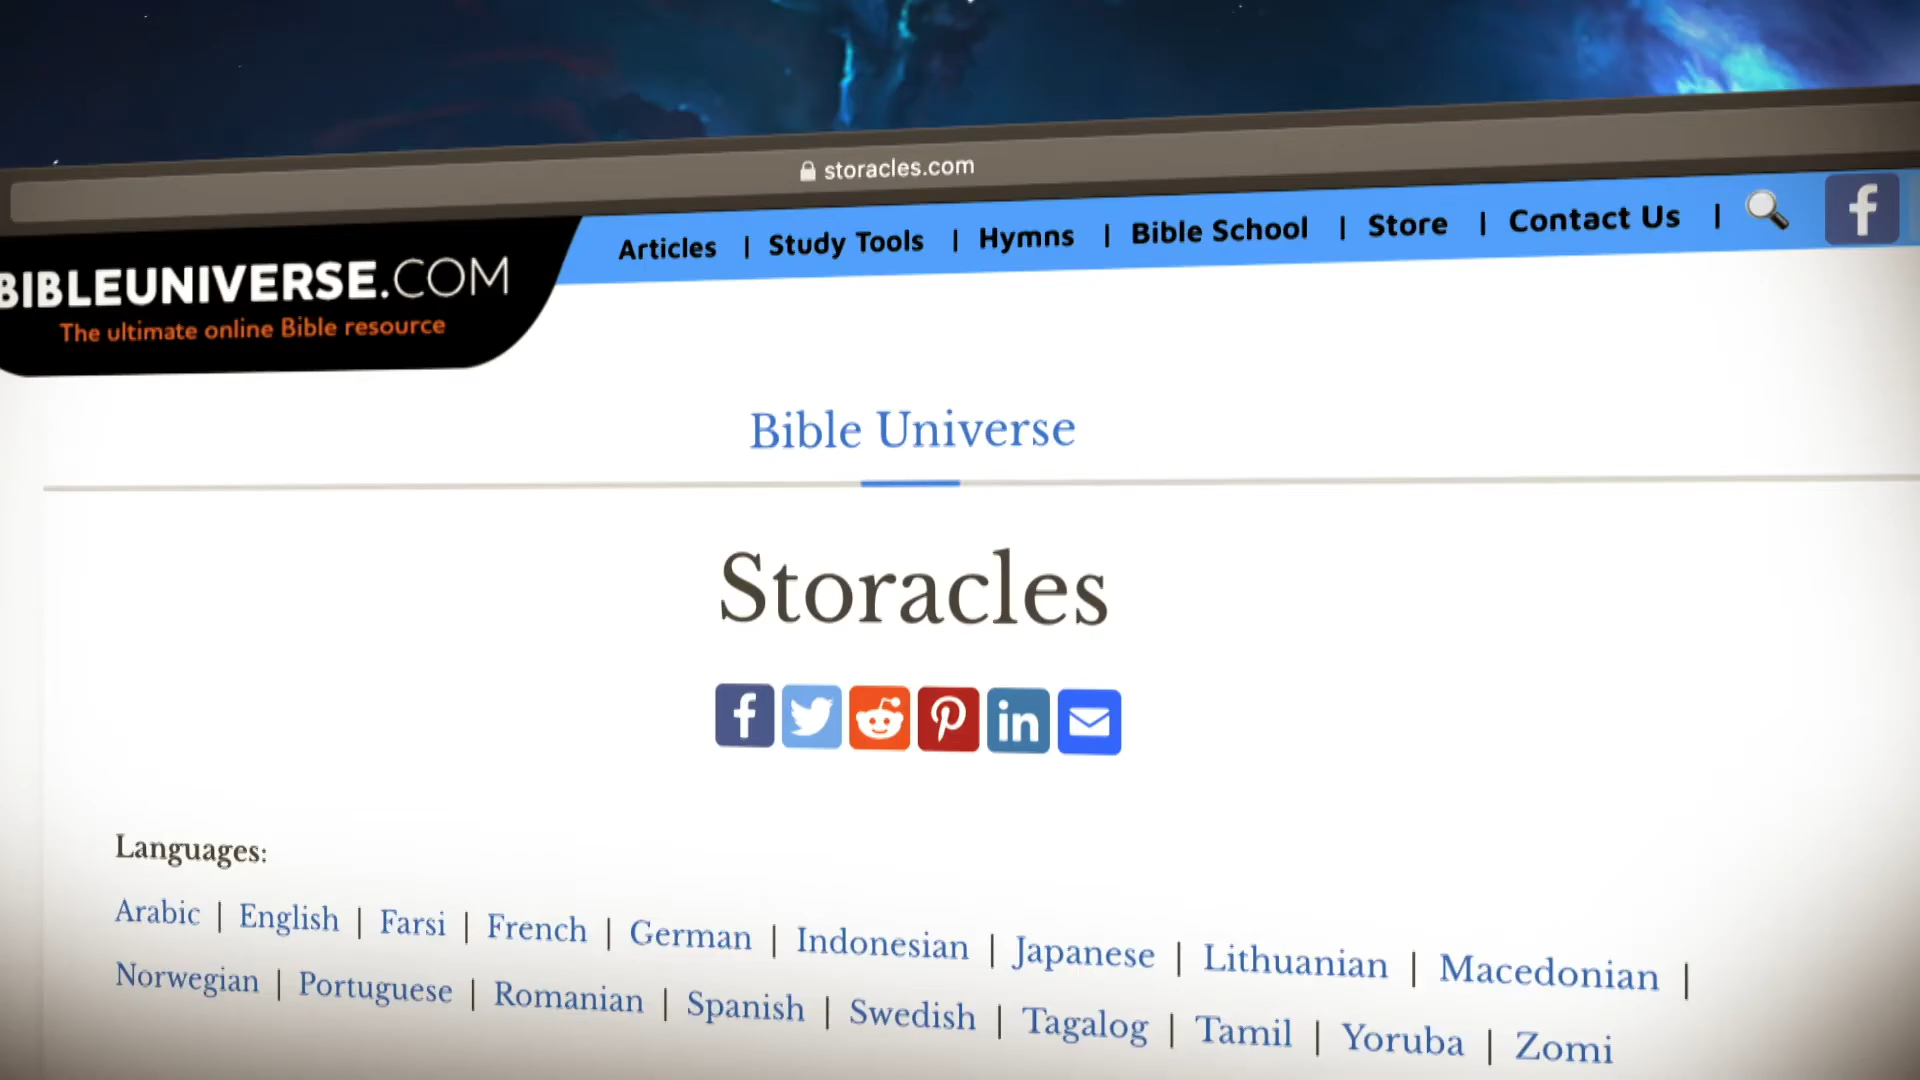 storacles.com
Articles | Study Tools | Hymns | Bible School | Store | Contact Us |
BIBLEUNIVERSE.COM
The ultimate online Bible resource
Bible Universe
Storacles
Languages:
Arabic | English | Farsi | French | German | Indonesian | Japanese | Lithuanian | Macedonian |
Norwegian | Portuguese | Romanian | Spanish | Swedish | Tagalog | Tamil | Yoruba | Zomi